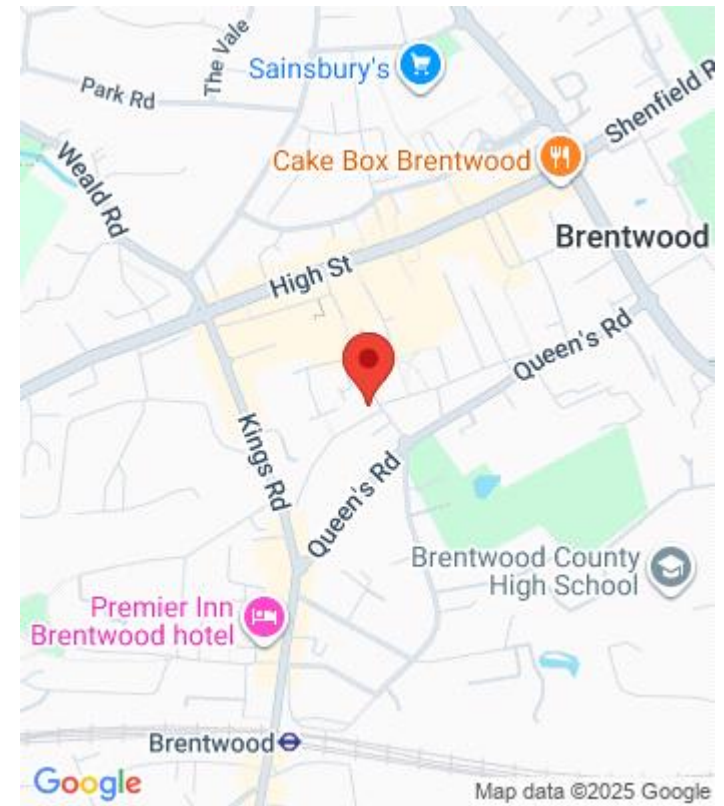 The Vale
Sainsbury's
Park Rd
Shenfield R
Weald Rd
Cake Box Brentwood
Brentwood
High St
Queen's Rd
Kings Rd
Queen's Rd
Brentwood County
High School
Premier Inn
Brentwood hotel
Brentwood
Google
Map data ©2025 Google